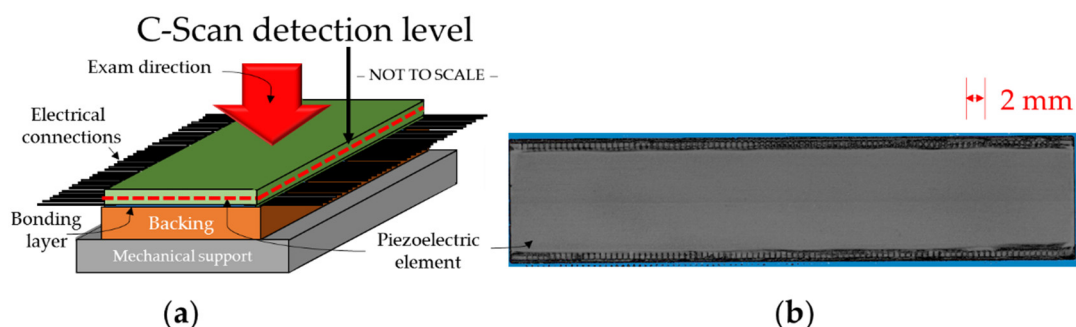 C-Scan detection level
Exam direction
– NOT TO SCALE –
Electrical
connections
2 mm
Bonding
layer
Backing
Piezoelectric
element
Mechanical support
(a)
(b)